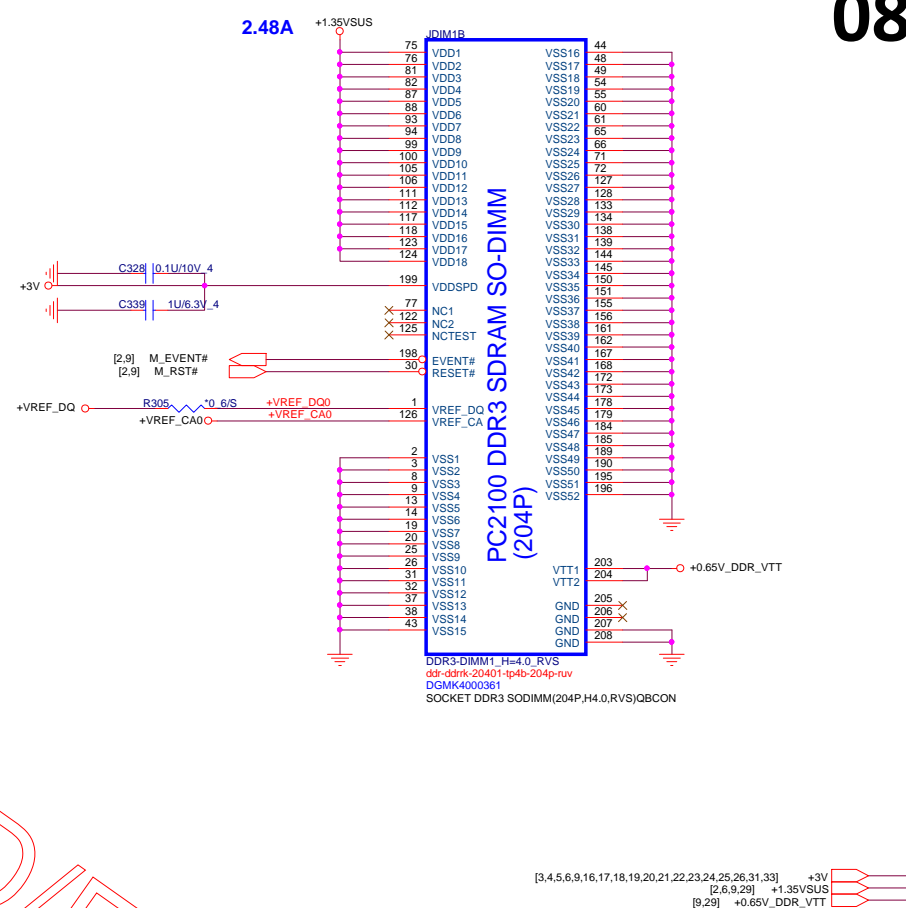 08
2.48A
+1.35VSUS
JDIM1B
75 VDD1 VSS16 44
76 VDD2 VSS17 48
81 VDD3 VSS18 49
82 VDD4 VSS19 54
87 VDD5 VSS20 55
88 VDD6 VSS21 60
93 VDD7 VSS22 61
94 VDD8 VSS23 65
99 VDD9 VSS24 66
100 VDD10 VSS25 71
105 VDD11 VSS26 72
106 VDD12 VSS27 127
111 VDD13 VSS28 128
112 VDD14 VSS29 133
117 VDD15 VSS30 134
118 VDD16 VSS31 138
123 VDD17 VSS32 139
124 VDD18 VSS33 144
VSS34 145
C328 0.1U/10V_4
+3V 199 VDDSPD VSS35 150
VSS36 151
C339 1U/6.3V_4
77 NC1 VSS37 155
122 NC2 VSS38 156
125 NCTEST VSS39 161
VSS40 162
[2,9] M_EVENT# 198 EVENT# VSS41 167
[2,9] M_RST# 30 RESET# VSS42 168
VSS43 172
VSS44 173
+VREF_DQ R305 *0_6/S +VREF_DQ0 1 VREF_DQ VSS45 178
+VREF_CA0 +VREF_CA0 126 VREF_CA VSS46 179
VSS47 184
VSS48 185
2 VSS1 VSS49 189
3 VSS2 VSS50 190
8 VSS3 VSS51 195
9 VSS4 VSS52 196
13 VSS5
14 VSS6
19 VSS7
20 VSS8
25 VSS9
26 VSS10 VTT1 203 +0.65V_DDR_VTT
31 VSS11 VTT2 204
32 VSS12
37 VSS13 GND 205
38 VSS14 GND 206
43 VSS15 GND 207
GND 208
PC2100 DDR3 SDRAM SO-DIMM
(204P)
DDR3-DIMM1_H=4.0_RVS
ddr-ddrrk-20401-tp4b-204p-ruv
DGMK4000361
SOCKET DDR3 SODIMM(204P,H4.0,RVS)QBCON
[3,4,5,6,9,16,17,18,19,20,21,22,23,24,25,26,31,33] +3V
[2,6,9,29] +1.35VSUS
[9,29] +0.65V_DDR_VTT